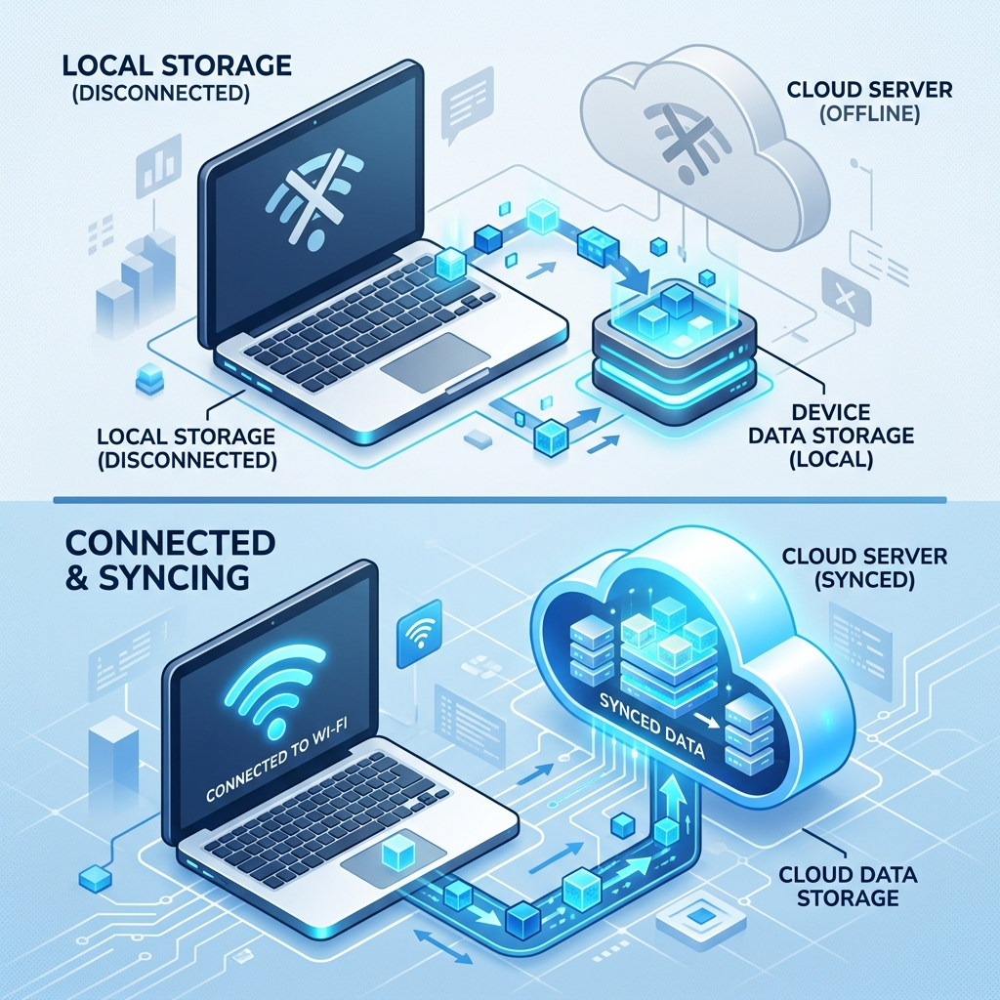 LOCAL STORAGE
(DISCONNECTED)
CLOUD SERVER
(OFFLINE)
LOCAL STORAGE
(DISCONNECTED)
DEVICE
DATA STORAGE
(LOCAL)
CONNECTED
& SYNCING
CLOUD SERVER
(SYNCED)
SYNCED DATA
CONNECTED TO WI-FI
CLOUD DATA
STORAGE